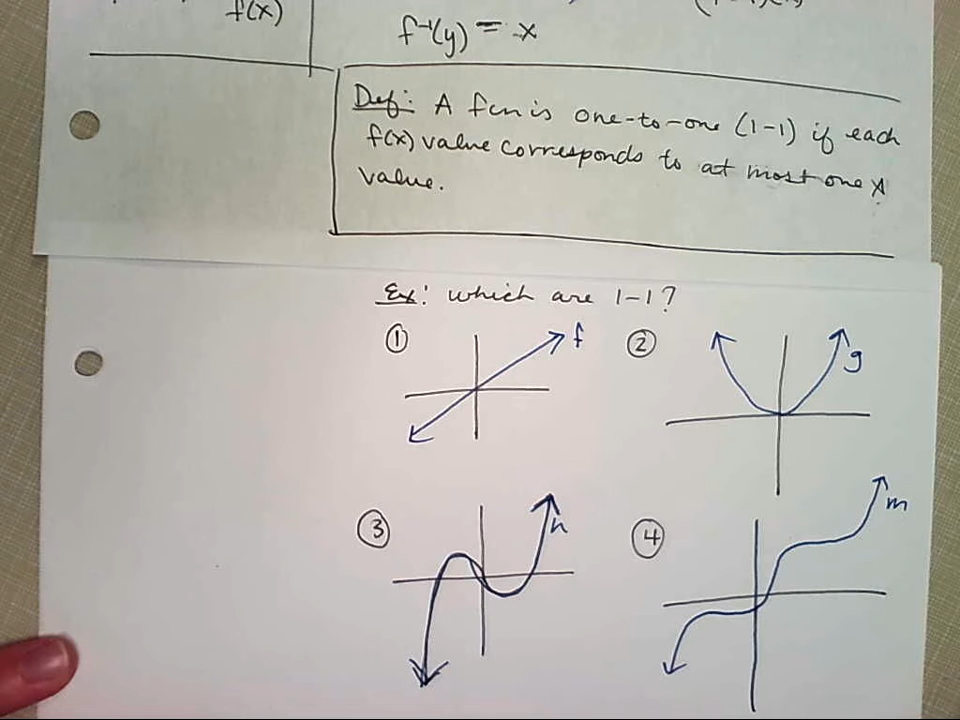 f(x)
f⁻¹(y) = x
Def: A fcn is one-to-one (1-1) if each
f(x) value corresponds to at most one x
value.
Ex: which are 1-1?
① f
② g
③ h
④ m